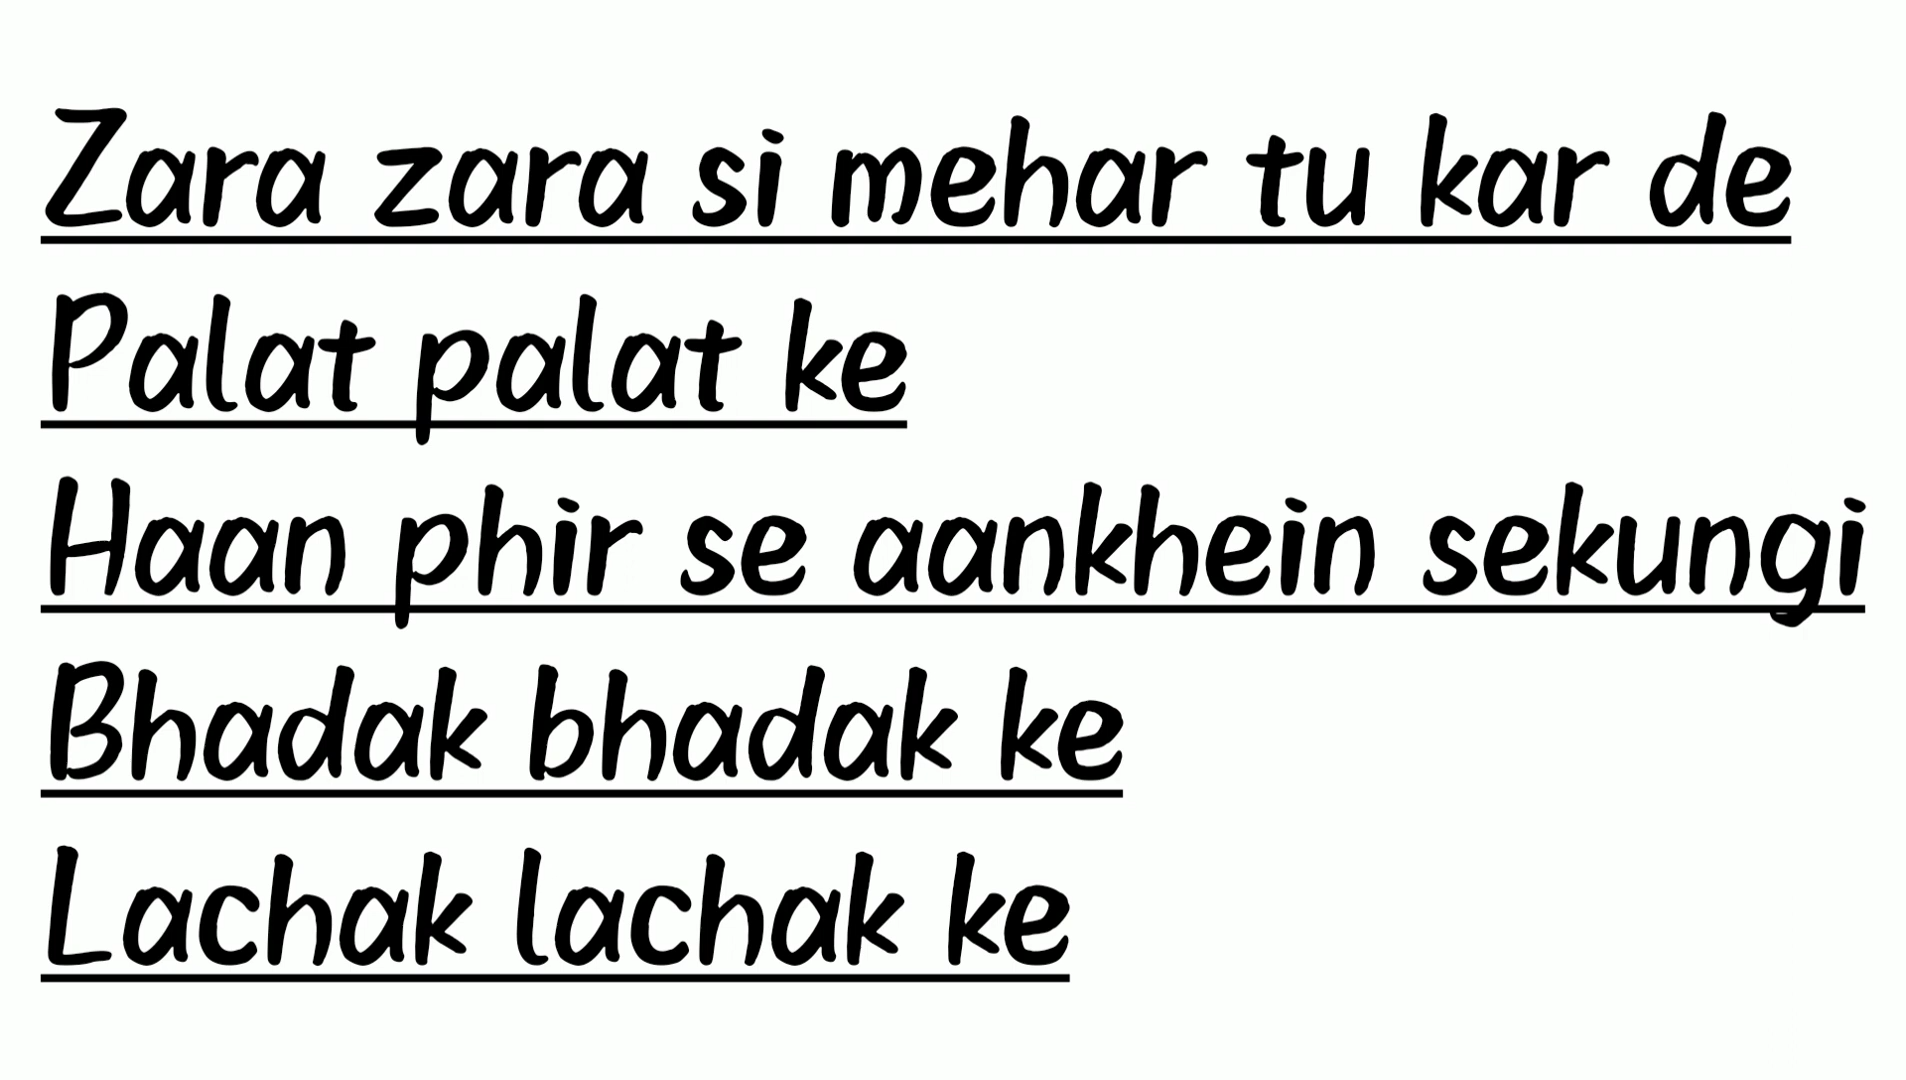 Zara zara si mehar tu kar de
Palat palat ke
Haan phir se aankhein sekungi
Bhadak bhadak ke
Lachak lachak ke